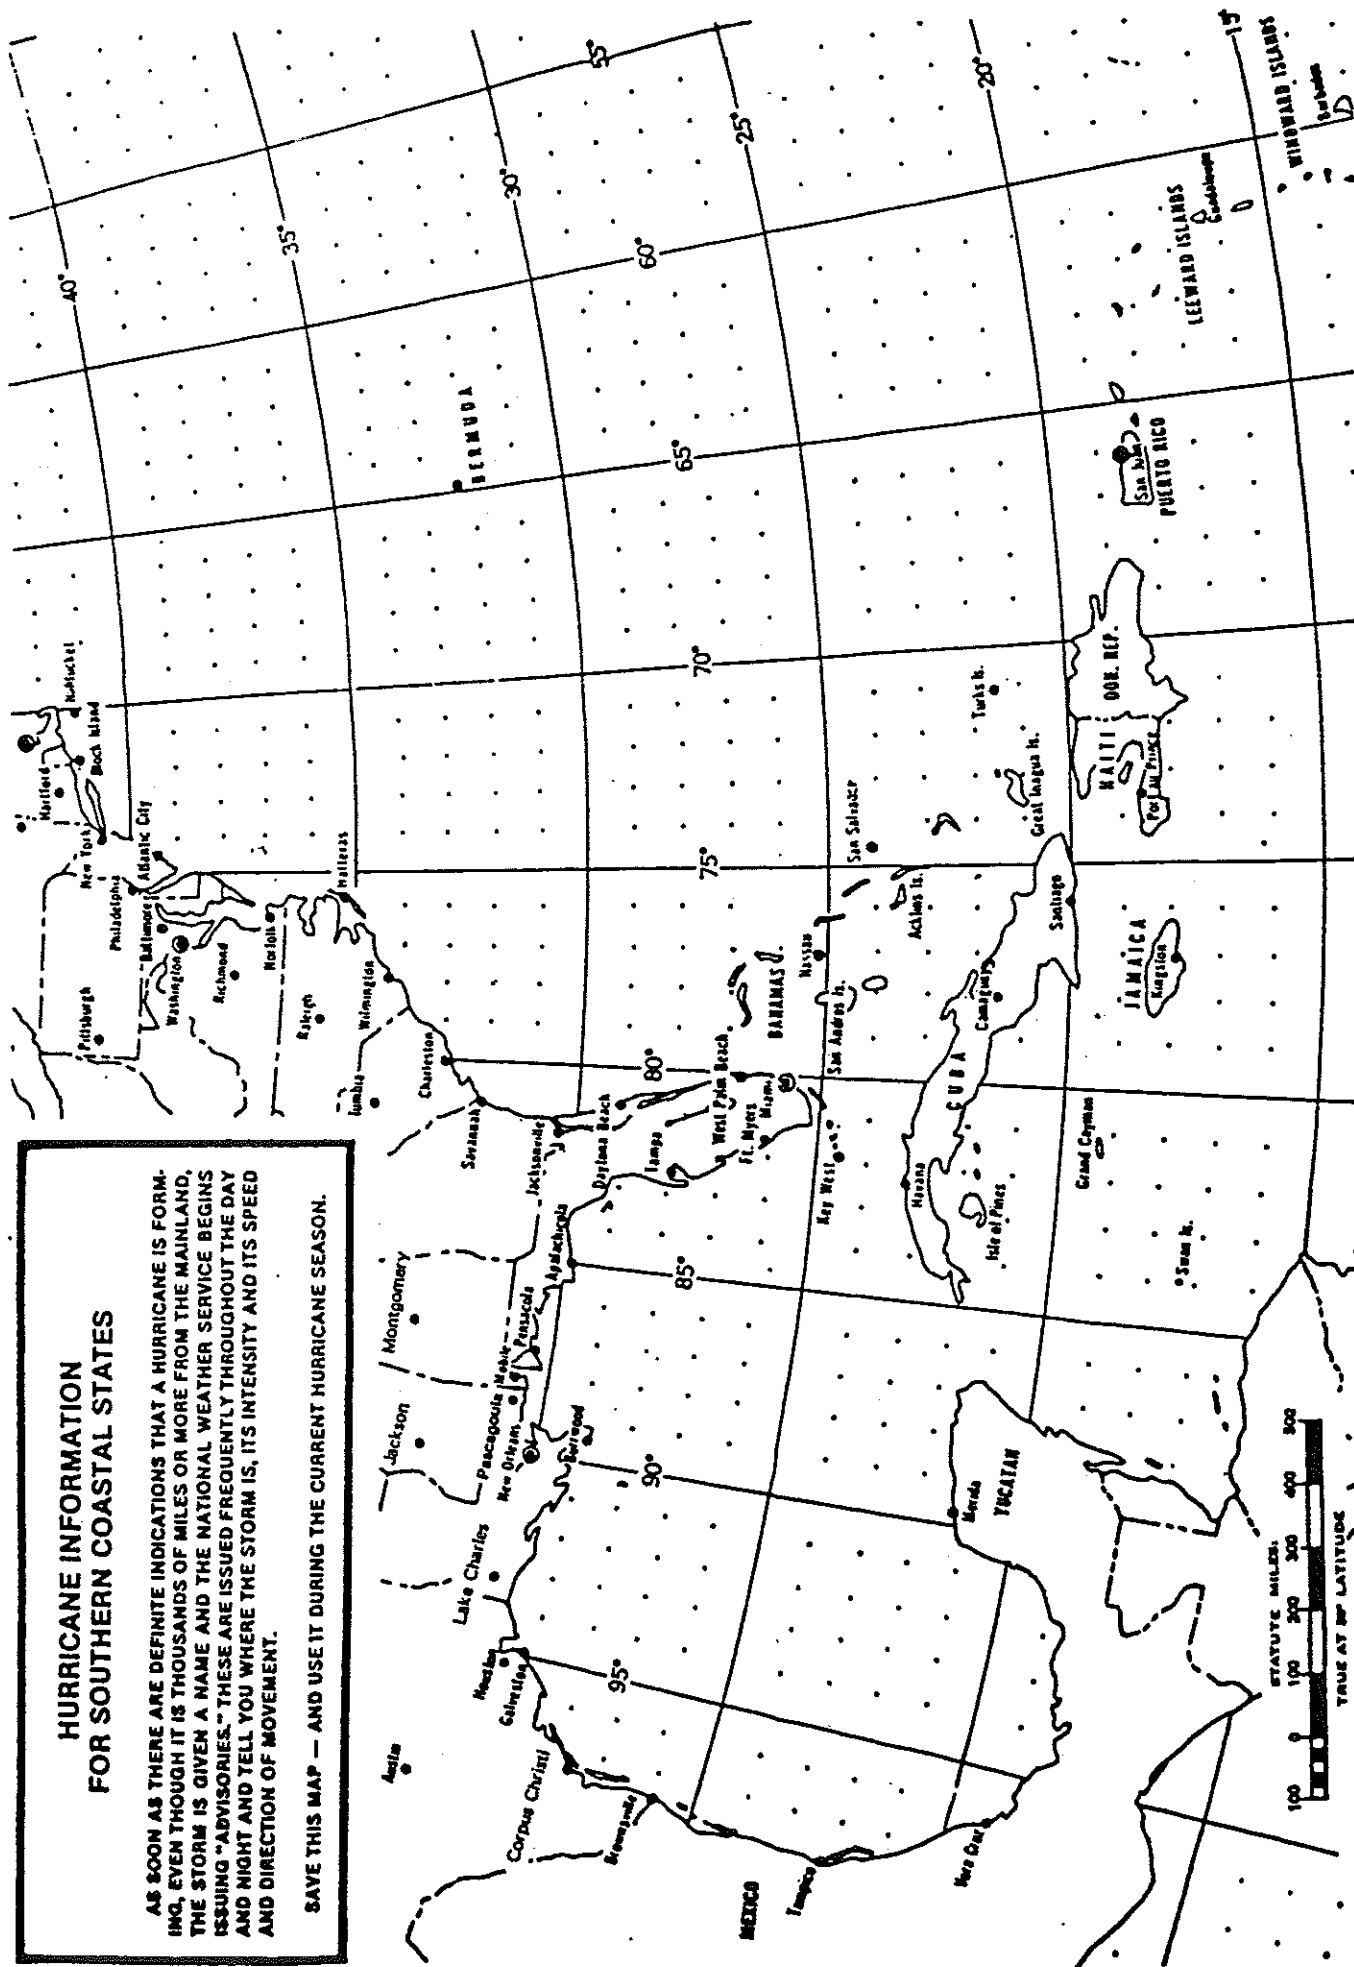 HURRICANE INFORMATION
FOR SOUTHERN COASTAL STATES
AS SOON AS THERE ARE DEFINITE INDICATIONS THAT A HURRICANE IS FORM-
ING, EVEN THOUGH IT IS THOUSANDS OF MILES OR MORE FROM THE MAINLAND,
THE STORM IS GIVEN A NAME AND THE NATIONAL WEATHER SERVICE BEGINS
ISSUING "ADVISORIES." THESE ARE ISSUED FREQUENTLY THROUGHOUT THE DAY
AND NIGHT AND TELL YOU WHERE THE STORM IS, ITS INTENSITY AND ITS SPEED
AND DIRECTION OF MOVEMENT.
SAVE THIS MAP — AND USE IT DURING THE CURRENT HURRICANE SEASON.
Pittsburgh
Philadelphia
New York
Hartford
Block Island
Nantucket
Atlantic City
Baltimore
Washington
Richmond
Norfolk
Raleigh
Hatteras
Wilmington
Charleston
Savannah
Jacksonville
Daytona Beach
Tampa
West Palm Beach
Ft. Myers
Miami
Key West
Montgomery
Jackson
Apalachicola
Pensacola
Mobile
Pascagoula
New Orleans
Burrwood
Lake Charles
Houston
Galveston
Austin
Corpus Christi
Brownsville
MEXICO
Tampico
Vera Cruz
Merida
YUCATAN
BERMUDA
BAHAMAS
Nassau
San Andros Is.
San Salvador
Acklins Is.
Turks Is.
Great Inagua Is.
Havana
CUBA
Camaguey
Santiago
Isle of Pines
Grand Cayman
Swan Is.
JAMAICA
Kingston
HAITI
Port Au Prince
DOM. REP.
San Juan
PUERTO RICO
LEEWARD ISLANDS
Guadaloupe
WINDWARD ISLANDS
Barbados
40°
35°
30°
25°
20°
15°
55°
60°
65°
70°
75°
80°
85°
90°
95°
STATUTE MILES:
100 0 100 200 300 400 500